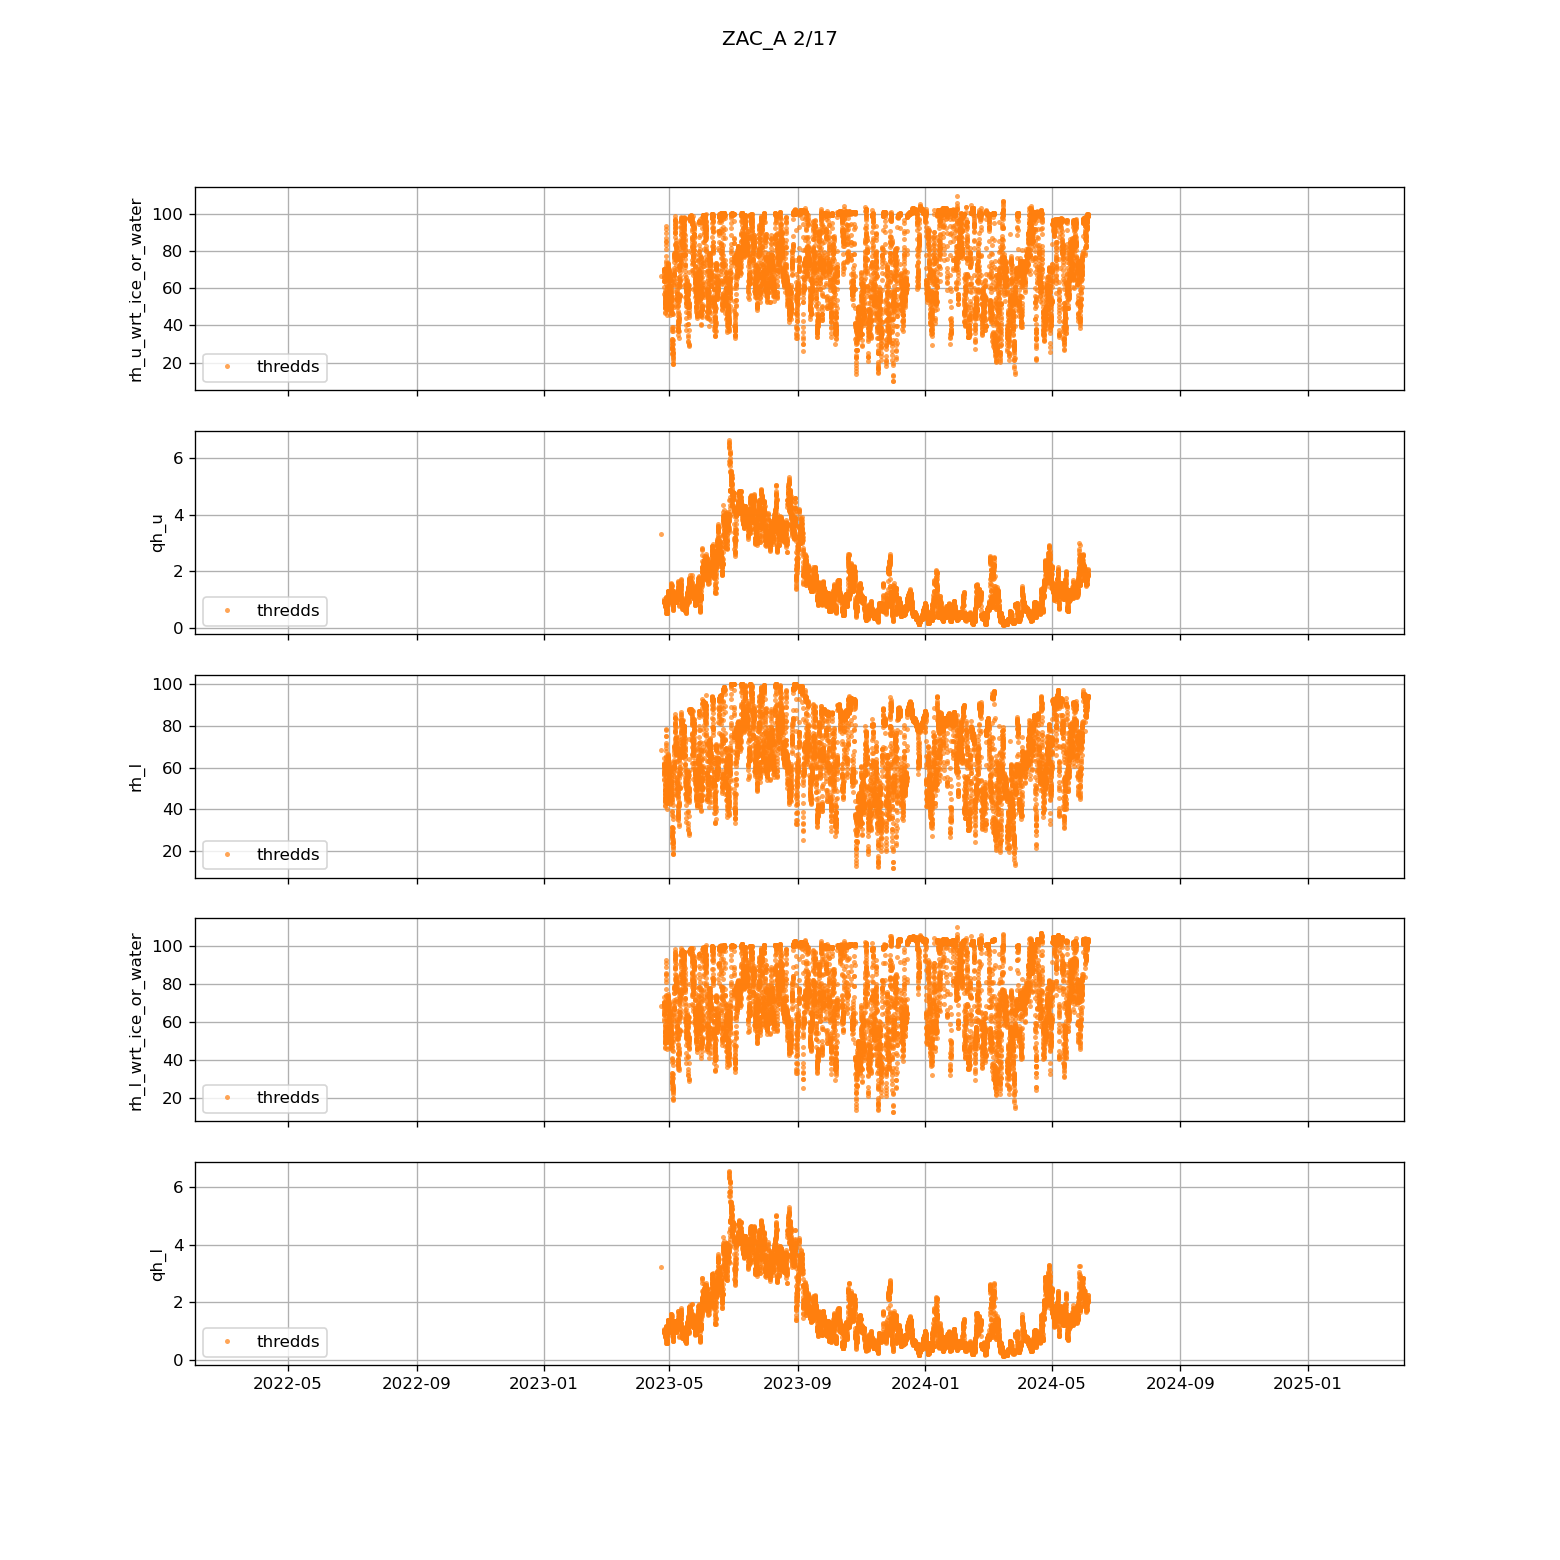 ZAC_A 2/17
rh_u_wrt_ice_or_water
100
80
60
40
20
thredds
qh_u
6
4
2
0
thredds
rh_l
100
80
60
40
20
thredds
rh_l_wrt_ice_or_water
100
80
60
40
20
thredds
qh_l
6
4
2
0
thredds
2022-05 2022-09 2023-01 2023-05 2023-09 2024-01 2024-05 2024-09 2025-01